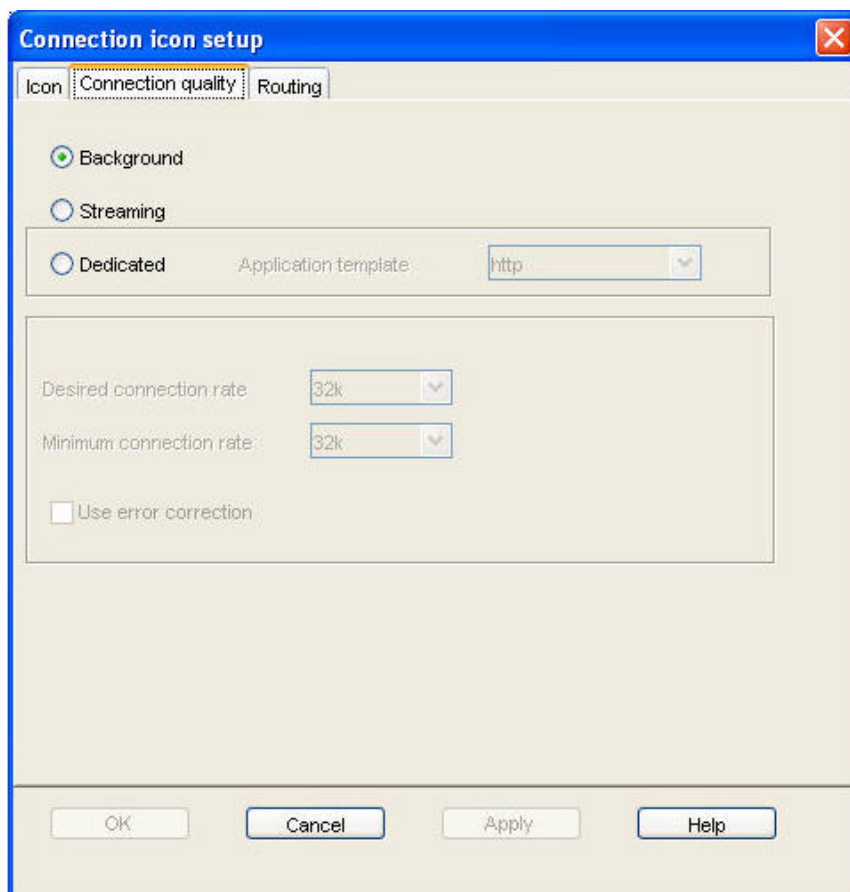 Connection icon setup
Icon Connection quality Routing
Background
Streaming
Dedicated Application template http
Desired connection rate 32k
Minimum connection rate 32k
Use error correction
OK Cancel Apply Help